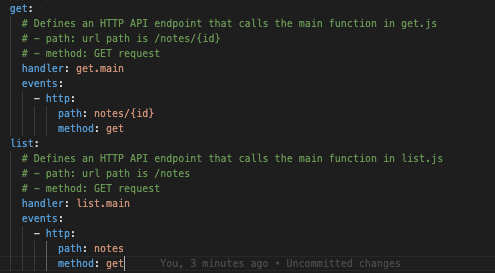 get:
# Defines an HTTP API endpoint that calls the main function in get.js
# - path: url path is /notes/{id}
# - method: GET request
handler: get.main
events:
- http:
path: notes/{id}
method: get
list:
# Defines an HTTP API endpoint that calls the main function in list.js
# - path: url path is /notes
# - method: GET request
handler: list.main
events:
- http:
path: notes
method: get You, 3 minutes ago • Uncommitted changes